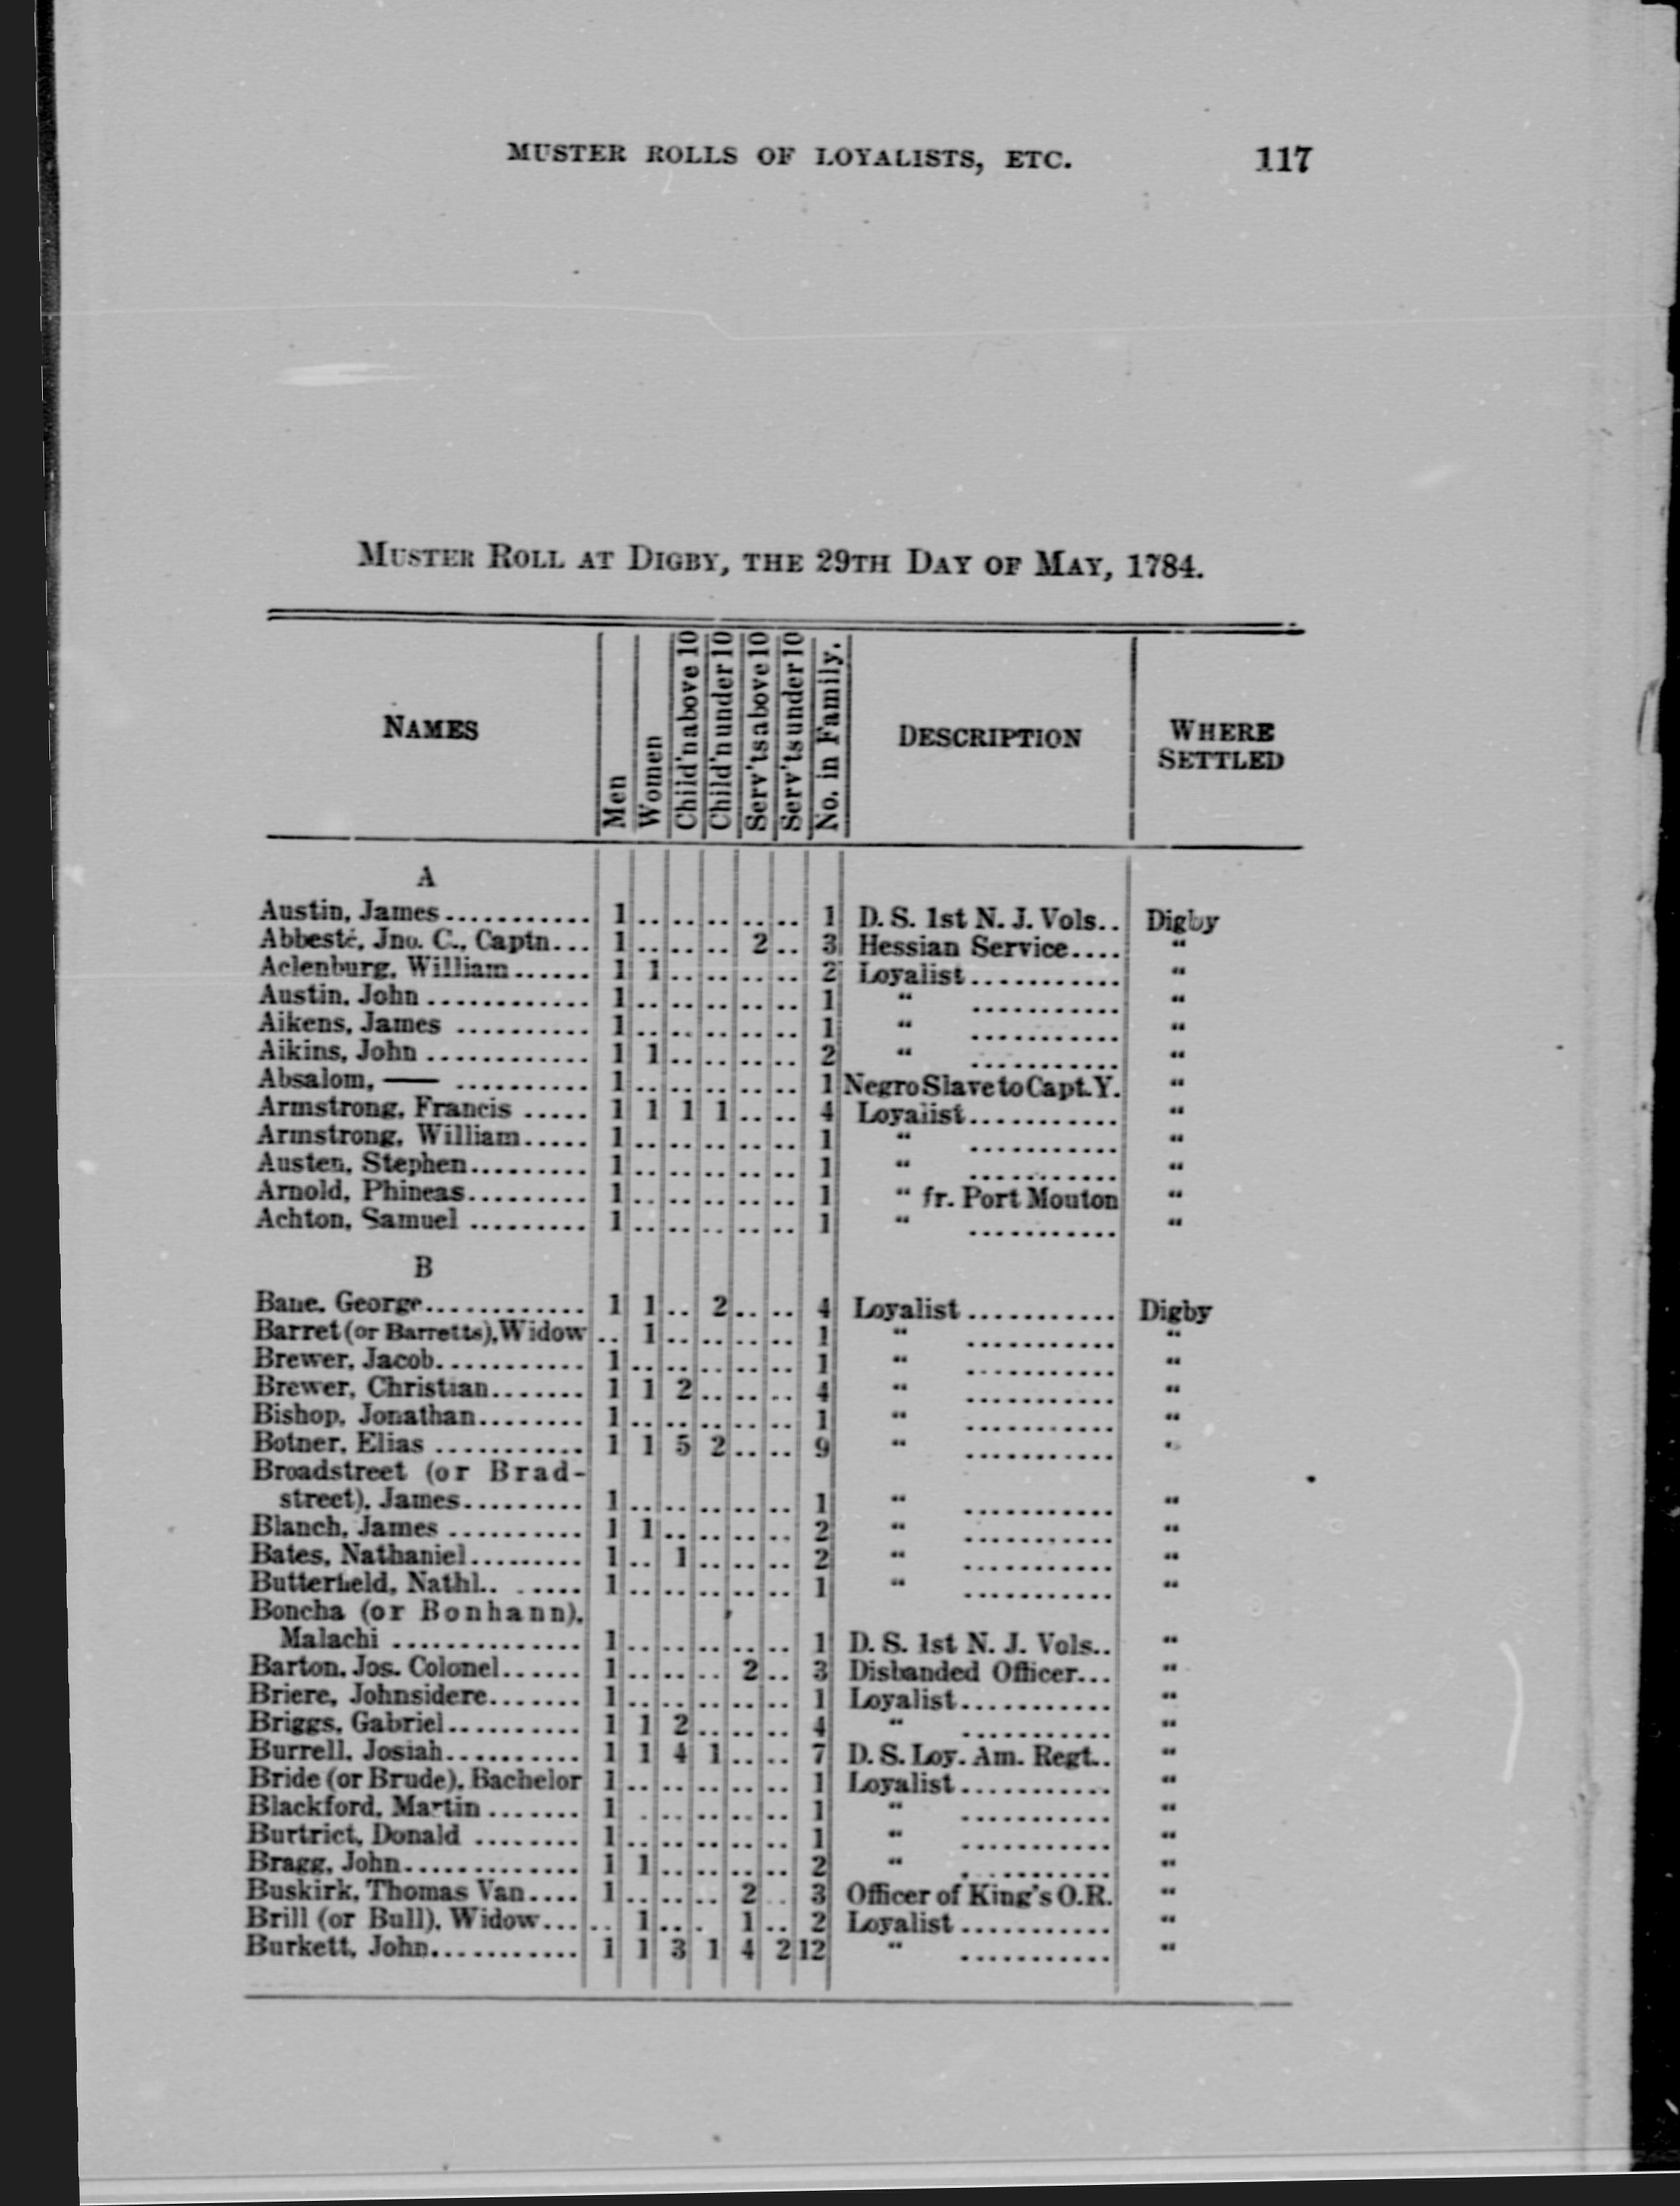 MUSTER ROLLS OF LOYALISTS, ETC. 117
MUSTER ROLL AT DIGBY, THE 29TH DAY OF MAY, 1784.
NAMES Men Women Child'n above 10 Child'n under 10 Serv'ts above 10 Serv'ts under 10 No. in Family. DESCRIPTION WHERE SETTLED
A
Austin, James........... 1 .. .. .. .. .. 1 D. S. 1st N. J. Vols.. Digby
Abbesté, Jno. C., Captn... 1 .. .. .. 2 .. 3 Hessian Service.... “
Aclenburg, William...... 1 1 .. .. .. .. 2 Loyalist........... “
Austin, John ............ 1 .. .. .. .. .. 1 “ ........... “
Aikens, James .......... 1 .. .. .. .. .. 1 “ ........... “
Aikins, John ............ 1 1 .. .. .. .. 2 “ ........... “
Absalom, —— .......... 1 .. .. .. .. .. 1 Negro Slave to Capt. Y. “
Armstrong, Francis ..... 1 1 1 1 .. .. 4 Loyalist........... “
Armstrong, William..... 1 .. .. .. .. .. 1 “ ........... “
Austen, Stephen......... 1 .. .. .. .. .. 1 “ ........... “
Arnold, Phineas......... 1 .. .. .. .. .. 1 “ fr. Port Mouton “
Achton, Samuel ......... 1 .. .. .. .. .. 1 “ ........... “
B
Bane, George............ 1 1 .. 2 .. .. 4 Loyalist........... Digby
Barret (or Barretts), Widow .. 1 .. .. .. .. 1 “ ........... “
Brewer, Jacob........... 1 .. .. .. .. .. 1 “ ........... “
Brewer, Christian....... 1 1 2 .. .. .. 4 “ ........... “
Bishop, Jonathan........ 1 .. .. .. .. .. 1 “ ........... “
Botner, Elias ........... 1 1 5 2 .. .. 9 “ ........... “
Broadstreet (or Brad-
street), James......... 1 .. .. .. .. .. 1 “ ........... “
Blanch, James .......... 1 1 .. .. .. .. 2 “ ........... “
Bates, Nathaniel......... 1 .. 1 .. .. .. 2 “ ........... “
Butterfield, Nathl.. ..... 1 .. .. .. .. .. 1 “ ........... “
Boncha (or Bonhann),
Malachi .............. 1 .. .. .. .. .. 1 D. S. 1st N. J. Vols.. “
Barton, Jos. Colonel...... 1 .. .. .. 2 .. 3 Disbanded Officer... “
Briere, Johnsidere....... 1 .. .. .. .. .. 1 Loyalist........... “
Briggs, Gabriel.......... 1 1 2 .. .. .. 4 “ ........... “
Burrell, Josiah.......... 1 1 4 1 .. .. 7 D. S. Loy. Am. Regt.. “
Bride (or Brude), Bachelor 1 .. .. .. .. .. 1 Loyalist........... “
Blackford, Martin ....... 1 . .. .. .. .. 1 “ ........... “
Burtrict, Donald ........ 1 .. .. .. .. .. 1 “ ........... “
Bragg, John............. 1 1 .. .. .. .. 2 “ ........... “
Buskirk, Thomas Van.... 1 .. .. .. 2 .. 3 Officer of King's O.R. “
Brill (or Bull), Widow... .. 1 .. . 1 .. 2 Loyalist........... “
Burkett, John........... 1 1 3 1 4 2 12 “ ........... “